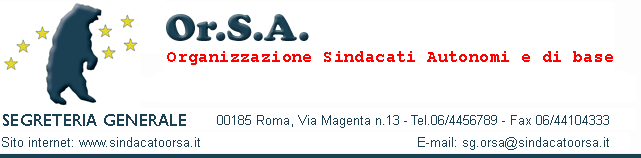 Or.S.A.
Organizzazione Sindacati Autonomi e di base
SEGRETERIA GENERALE 00185 Roma, Via Magenta n.13 - Tel.06/4456789 - Fax 06/44104333
Sito internet: www.sindacatoorsa.it E-mail: sg.orsa@sindacatoorsa.it